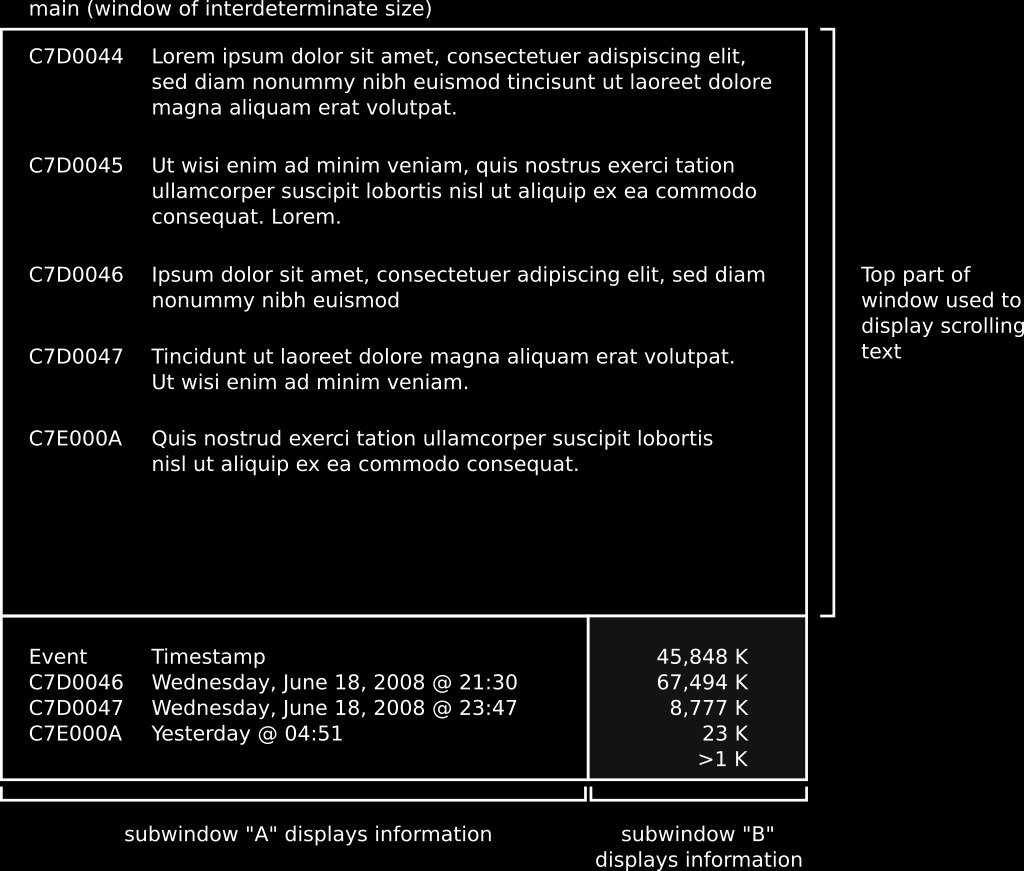 main (window of interdeterminate size)
C7D0044 Lorem ipsum dolor sit amet, consectetuer adispiscing elit,
sed diam nonummy nibh euismod tincisunt ut laoreet dolore
magna aliquam erat volutpat.
C7D0045 Ut wisi enim ad minim veniam, quis nostrus exerci tation
ullamcorper suscipit lobortis nisl ut aliquip ex ea commodo
consequat. Lorem.
C7D0046 Ipsum dolor sit amet, consectetuer adipiscing elit, sed diam
nonummy nibh euismod
C7D0047 Tincidunt ut laoreet dolore magna aliquam erat volutpat.
Ut wisi enim ad minim veniam.
C7E000A Quis nostrud exerci tation ullamcorper suscipit lobortis
nisl ut aliquip ex ea commodo consequat.
Top part of
window used to
display scrolling
text
Event Timestamp
C7D0046 Wednesday, June 18, 2008 @ 21:30
C7D0047 Wednesday, June 18, 2008 @ 23:47
C7E000A Yesterday @ 04:51
45,848 K
67,494 K
8,777 K
23 K
>1 K
subwindow "A" displays information
subwindow "B"
displays information